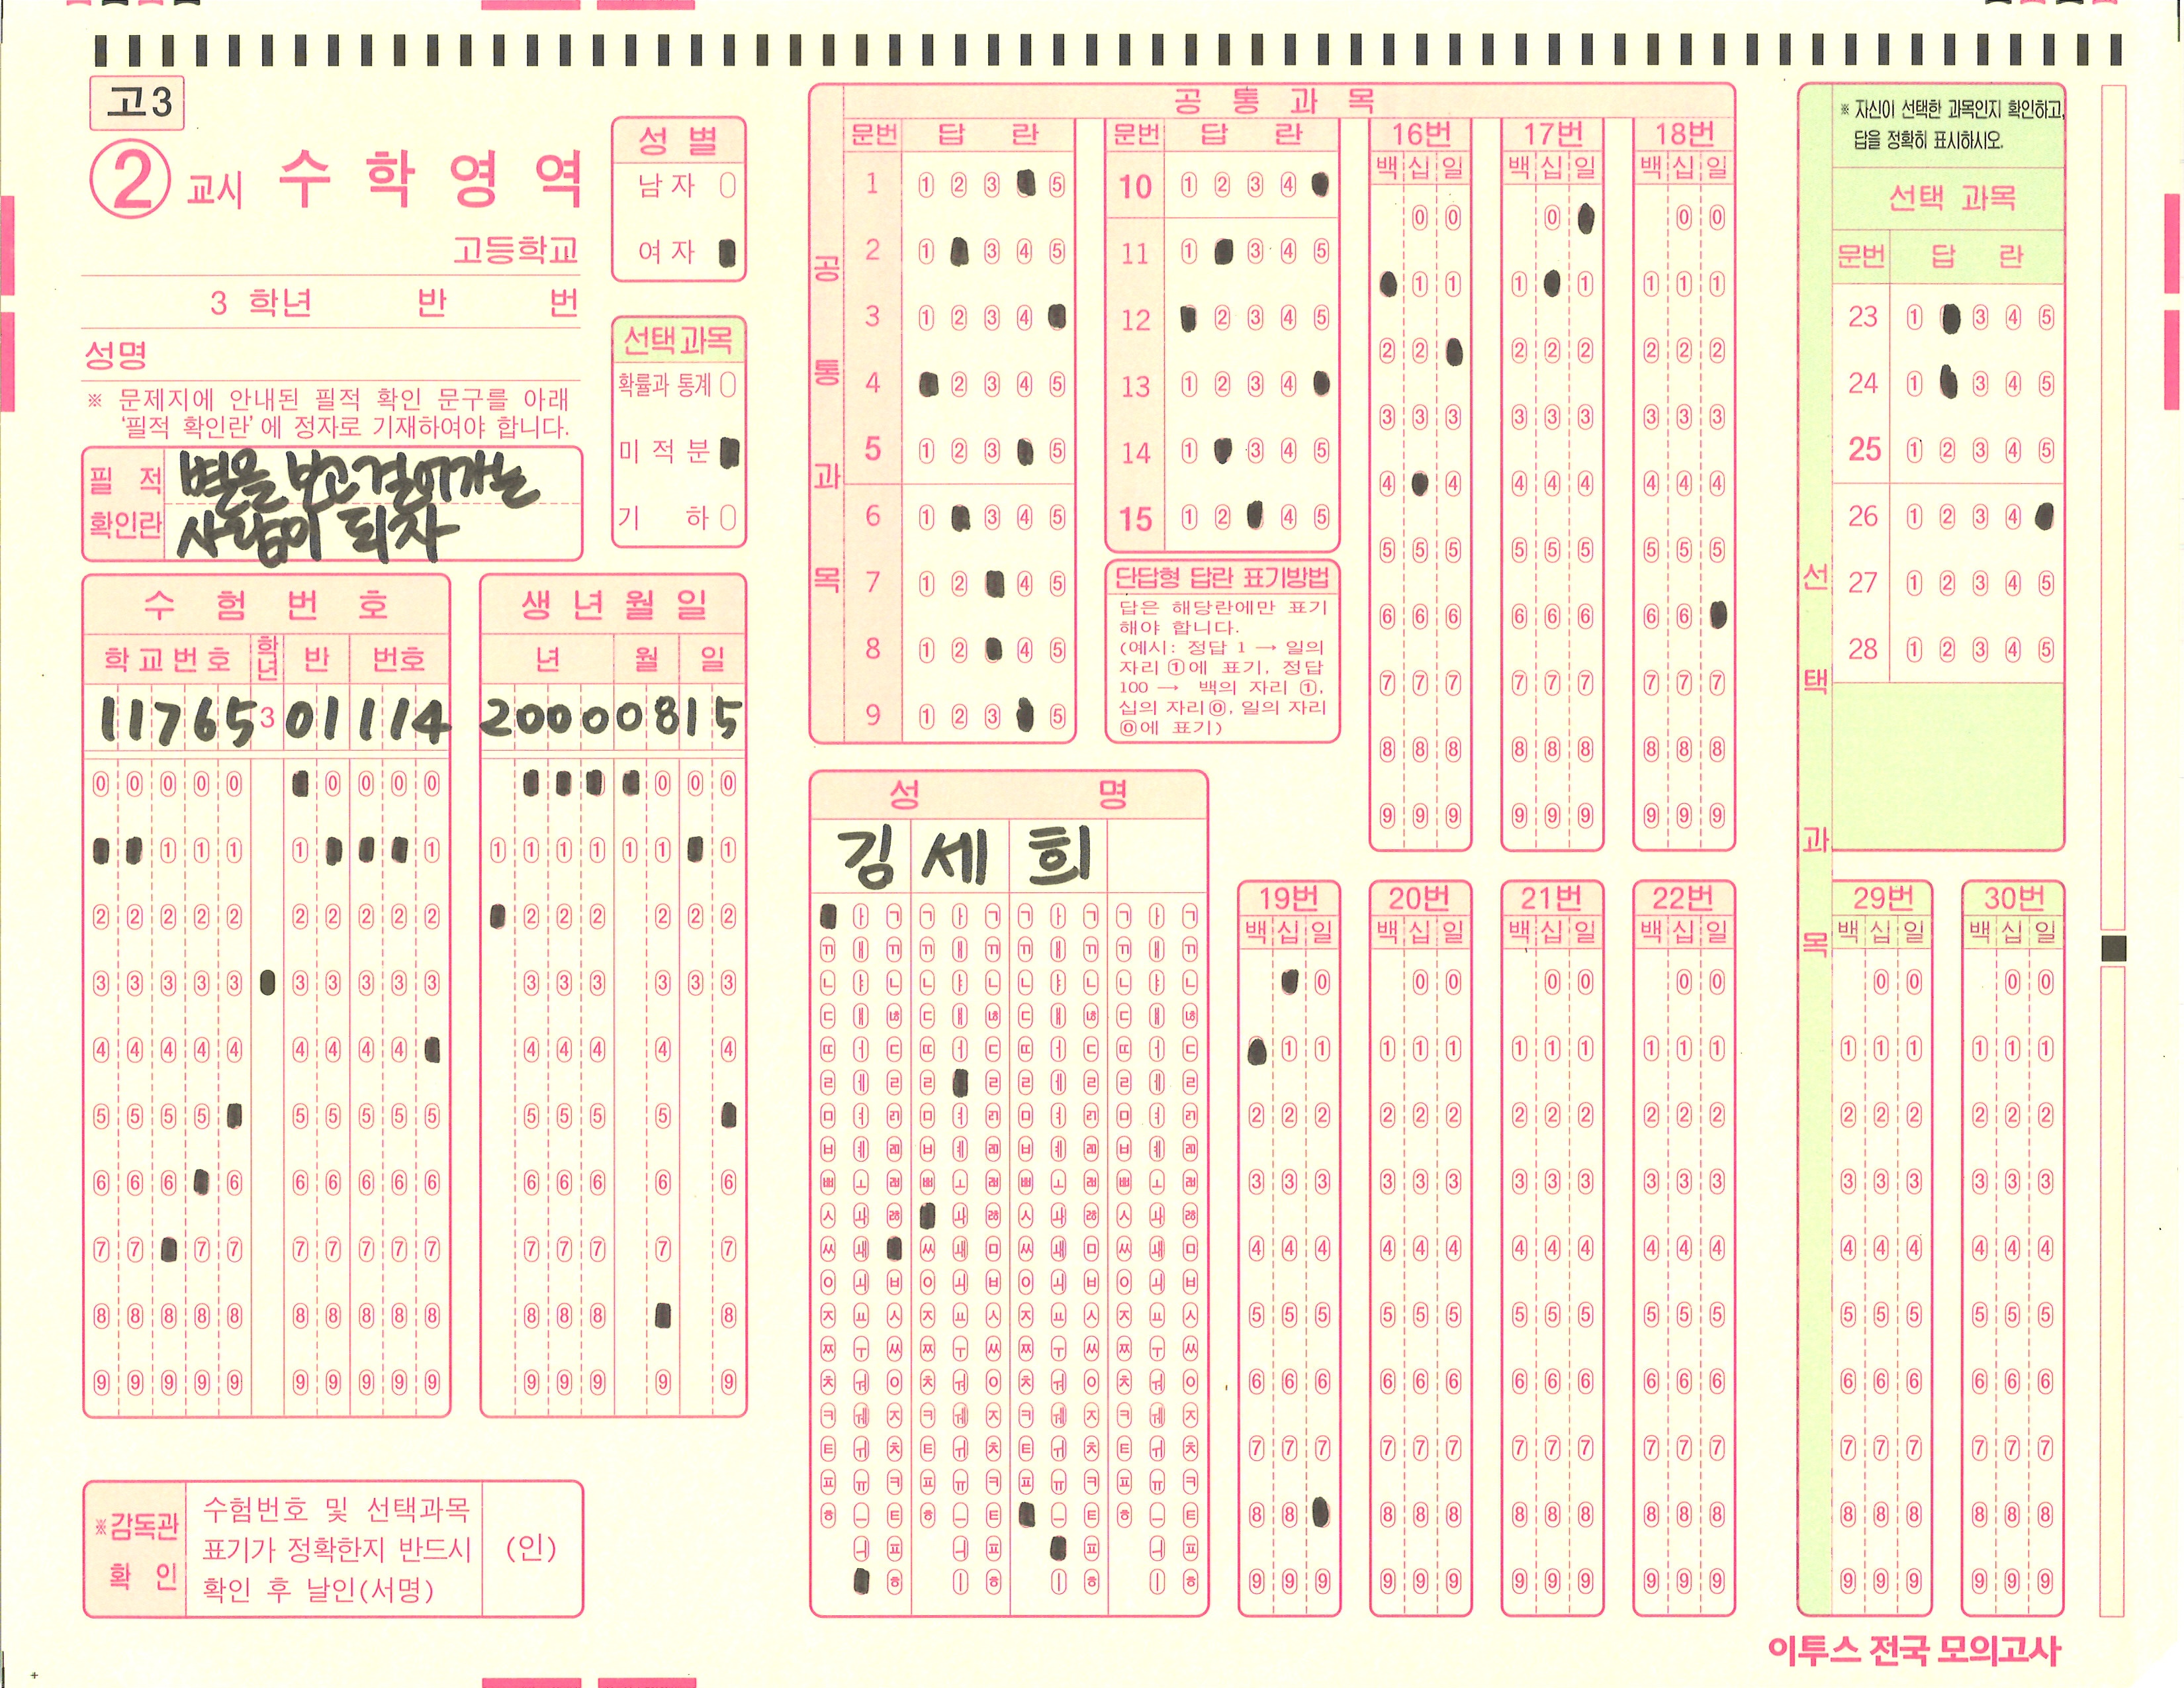 고3
2 교시 수 학 영 역
고등학교
3 학년 반 번
성명
※ 문제지에 안내된 필적 확인 문구를 아래
'필적 확인란'에 정자로 기재하여야 합니다.
필 적
확인란
별을 보고 걸어가는
사람이 되자
성 별
남 자
여 자
선택과목
확률과 통계
미 적 분
기 하
수 험 번 호
학교번호 학년 반 번호
11765 3 01 114
생 년 월 일
년 월 일
20000815
※감독관
확 인
수험번호 및 선택과목
표기가 정확한지 반드시
확인 후 날인(서명)
(인)
공 통 과 목
공 통 과 목
문번 답 란
1 1 2 3 5
2 1 3 4 5
3 1 2 3 4
4 2 3 4 5
5 1 2 3 5
6 1 3 4 5
7 1 2 4 5
8 1 2 4 5
9 1 2 3 5
문번 답 란
10 1 2 3 4
11 1 3 4 5
12 2 3 4 5
13 1 2 3 4
14 1 3 4 5
15 1 2 4 5
단답형 답란 표기방법
답은 해당란에만 표기
해야 합니다.
(예시: 정답 1 → 일의
자리 ①에 표기, 정답
100 → 백의 자리 ①,
십의 자리⓪, 일의 자리
⓪에 표기)
16번
백 십 일
17번
백 십 일
18번
백 십 일
성 명
김 세 희
19번
백 십 일
20번
백 십 일
21번
백 십 일
22번
백 십 일
※ 자신이 선택한 과목인지 확인하고,
답을 정확히 표시하시오.
선택 과목
선 택 과 목
문번 답 란
23 1 3 4 5
24 1 3 4 5
25 1 2 3 4 5
26 1 2 3 4
27 1 2 3 4 5
28 1 2 3 4 5
29번
백 십 일
30번
백 십 일
이투스 전국 모의고사